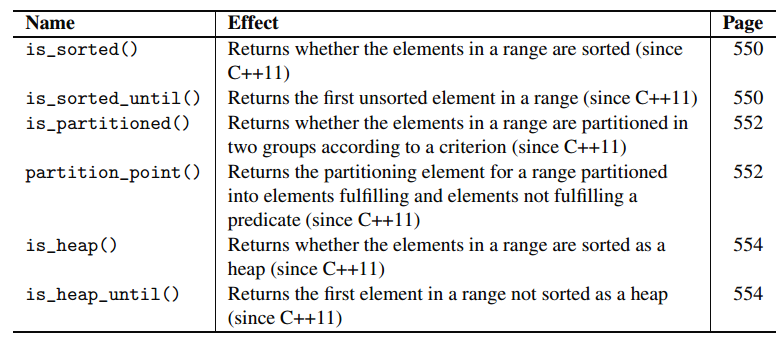 Name Effect Page
is_sorted() Returns whether the elements in a range are sorted (since 550
C++11)
is_sorted_until() Returns the first unsorted element in a range (since C++11) 550
is_partitioned() Returns whether the elements in a range are partitioned in 552
two groups according to a criterion (since C++11)
partition_point() Returns the partitioning element for a range partitioned 552
into elements fulfilling and elements not fulfilling a
predicate (since C++11)
is_heap() Returns whether the elements in a range are sorted as a 554
heap (since C++11)
is_heap_until() Returns the first element in a range not sorted as a heap 554
(since C++11)